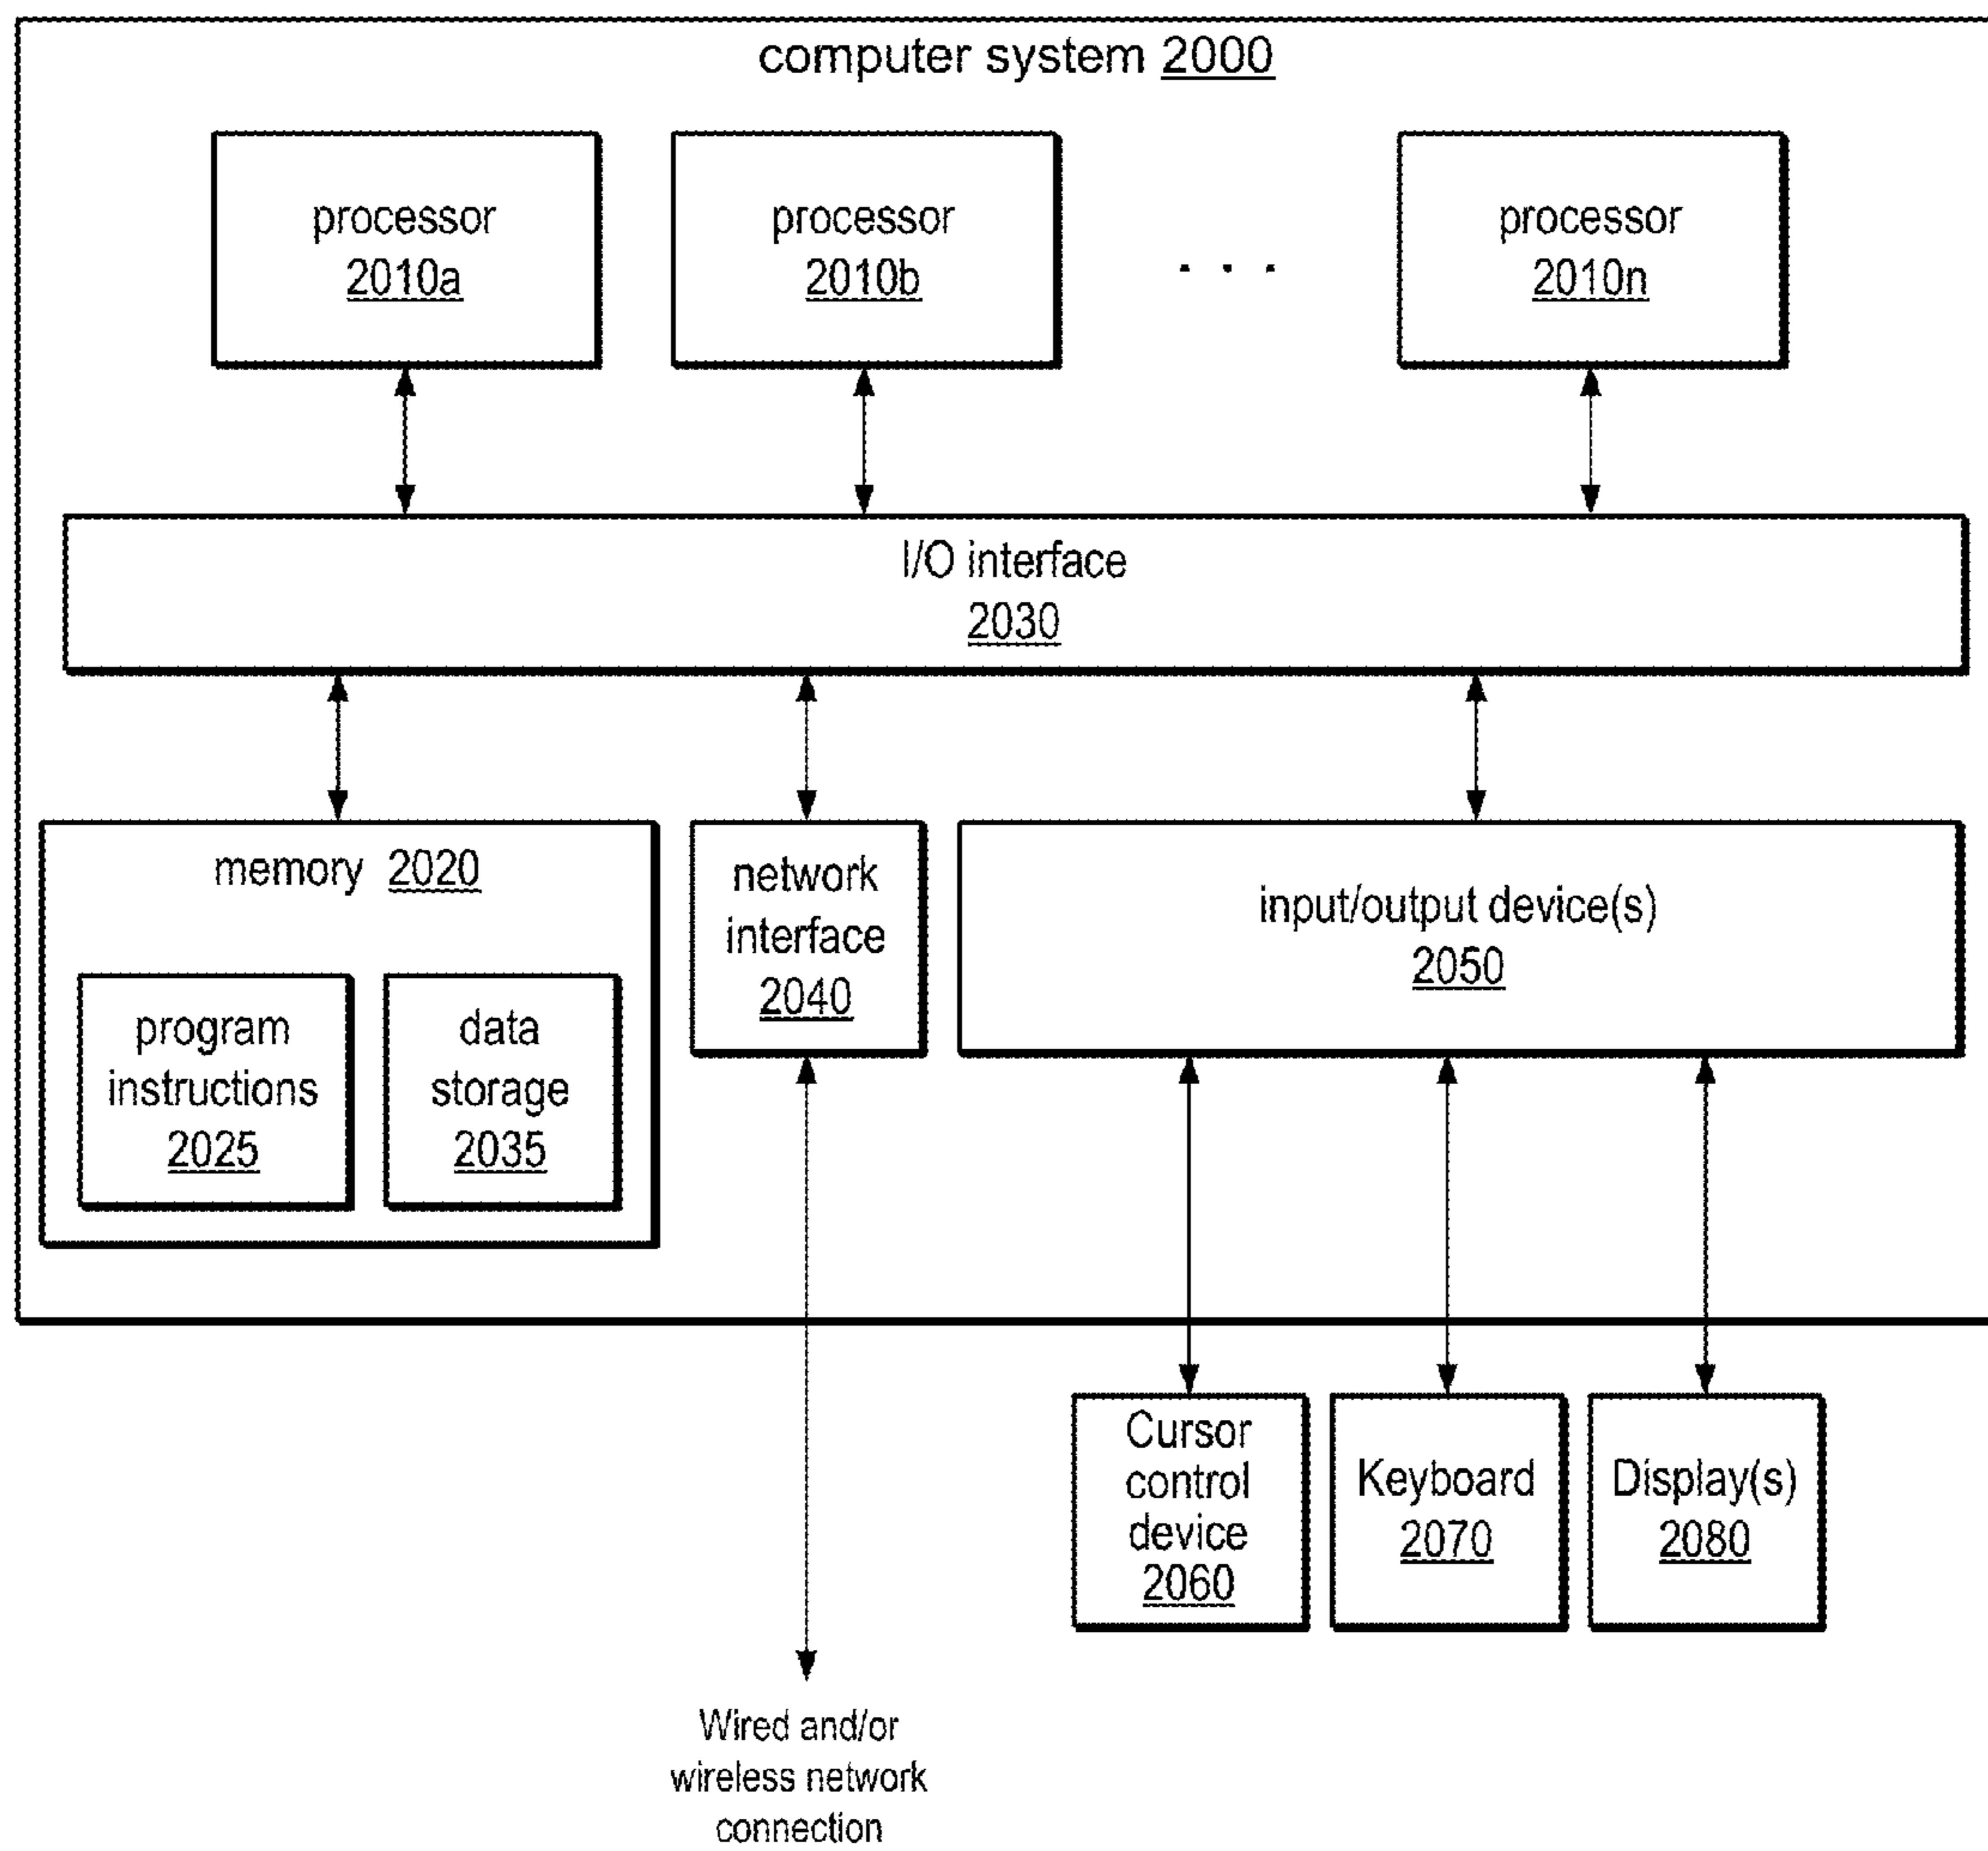 computer system 2000
processor
2010a
processor
2010b
. . .
processor
2010n
I/O interface
2030
memory 2020
program
instructions
2025
data
storage
2035
network
interface
2040
input/output device(s)
2050
Cursor
control
device
2060
Keyboard
2070
Display(s)
2080
Wired and/or
wireless network
connection